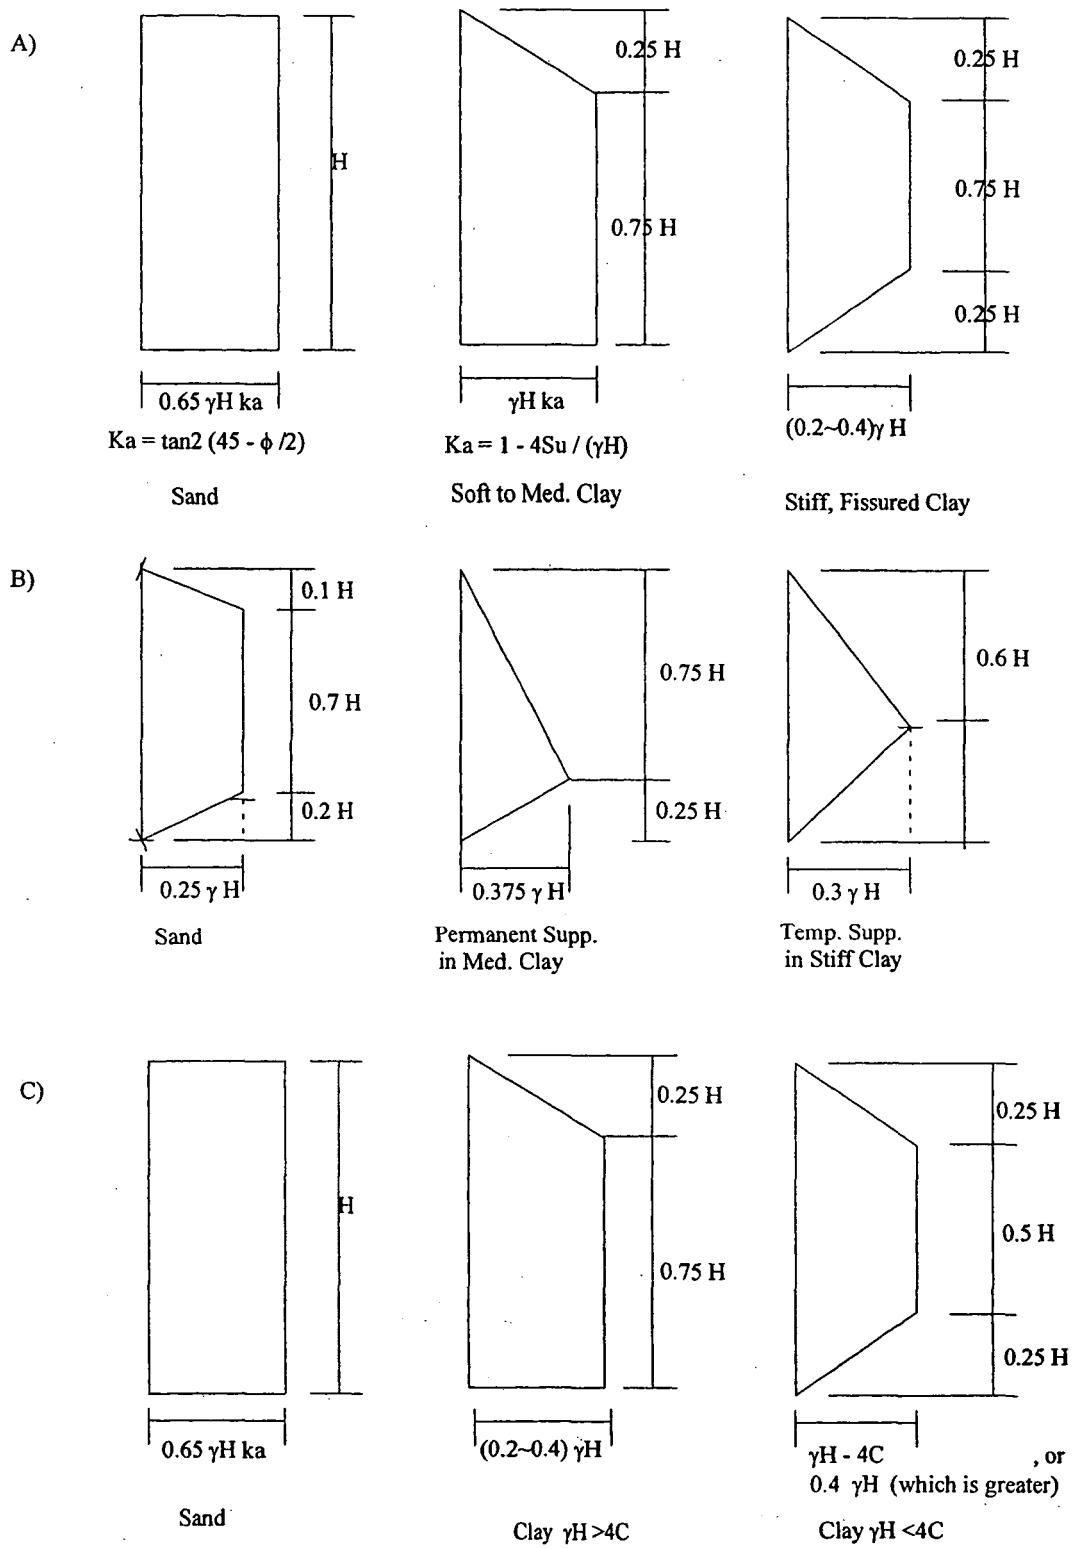 A)
0.25 H
0.25 H
H
0.75 H
0.75 H
0.25 H
0.65 γH ka
γH ka
(0.2~0.4)γ H
Ka = tan2 (45 - ϕ /2)
Ka = 1 - 4Su / (γH)
Sand
Soft to Med. Clay
Stiff, Fissured Clay
B)
0.1 H
0.7 H
0.2 H
0.75 H
0.25 H
0.6 H
0.25 γ H
0.375 γ H
0.3 γ H
Sand
Permanent Supp.
in Med. Clay
Temp. Supp.
in Stiff Clay
C)
H
0.25 H
0.75 H
0.25 H
0.5 H
0.25 H
0.65 γH ka
(0.2~0.4) γH
γH - 4C , or
0.4 γH (which is greater)
Sand
Clay γH >4C
Clay γH <4C